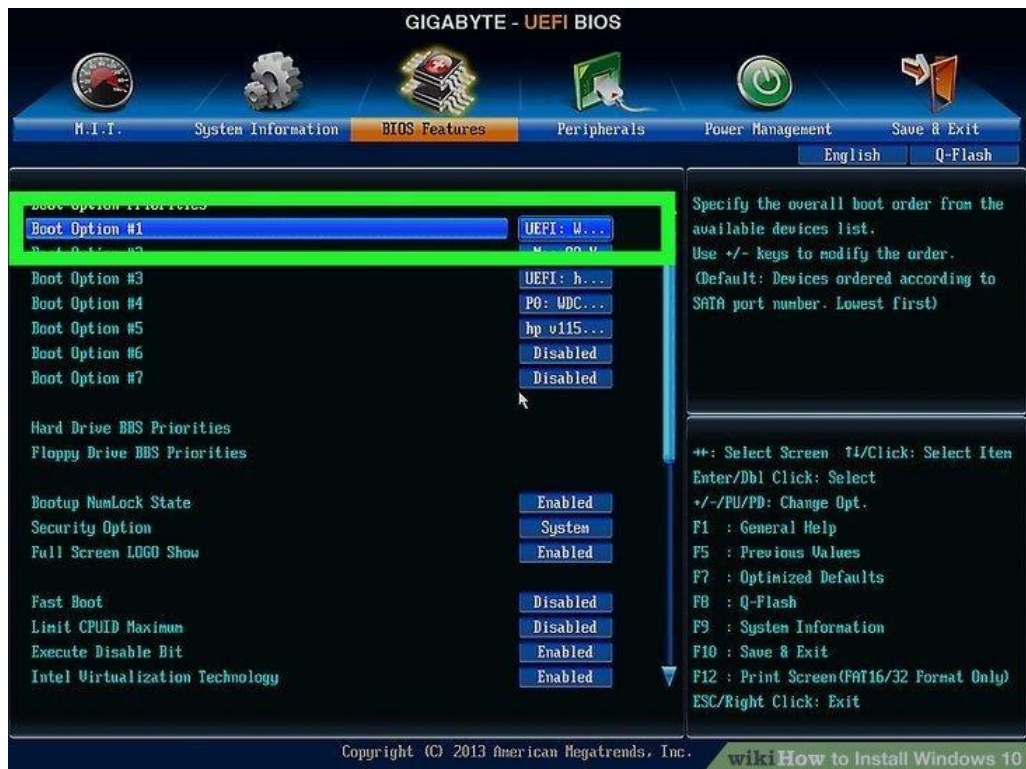 GIGABYTE - UEFI BIOS
M.I.T. System Information BIOS Features Peripherals Power Management Save & Exit
English Q-Flash
Boot Option Priorities
Boot Option #1 UEFI: W...
Boot Option #2
Boot Option #3 UEFI: h...
Boot Option #4 P0: WDC...
Boot Option #5 hp v115...
Boot Option #6 Disabled
Boot Option #7 Disabled
Hard Drive BBS Priorities
Floppy Drive BBS Priorities
Bootup NumLock State Enabled
Security Option System
Full Screen LOGO Show Enabled
Fast Boot Disabled
Limit CPUID Maximum Disabled
Execute Disable Bit Enabled
Intel Virtualization Technology Enabled
Specify the overall boot order from the
available devices list.
Use +/- keys to modify the order.
(Default: Devices ordered according to
SATA port number. Lowest first)
→←: Select Screen ↑↓/Click: Select Item
Enter/Dbl Click: Select
+/-/PU/PD: Change Opt.
F1 : General Help
F5 : Previous Values
F7 : Optimized Defaults
F8 : Q-Flash
F9 : System Information
F10 : Save & Exit
F12 : Print Screen(FAT16/32 Format Only)
ESC/Right Click: Exit
Copyright (C) 2013 American Megatrends, Inc.
wikiHow to Install Windows 10